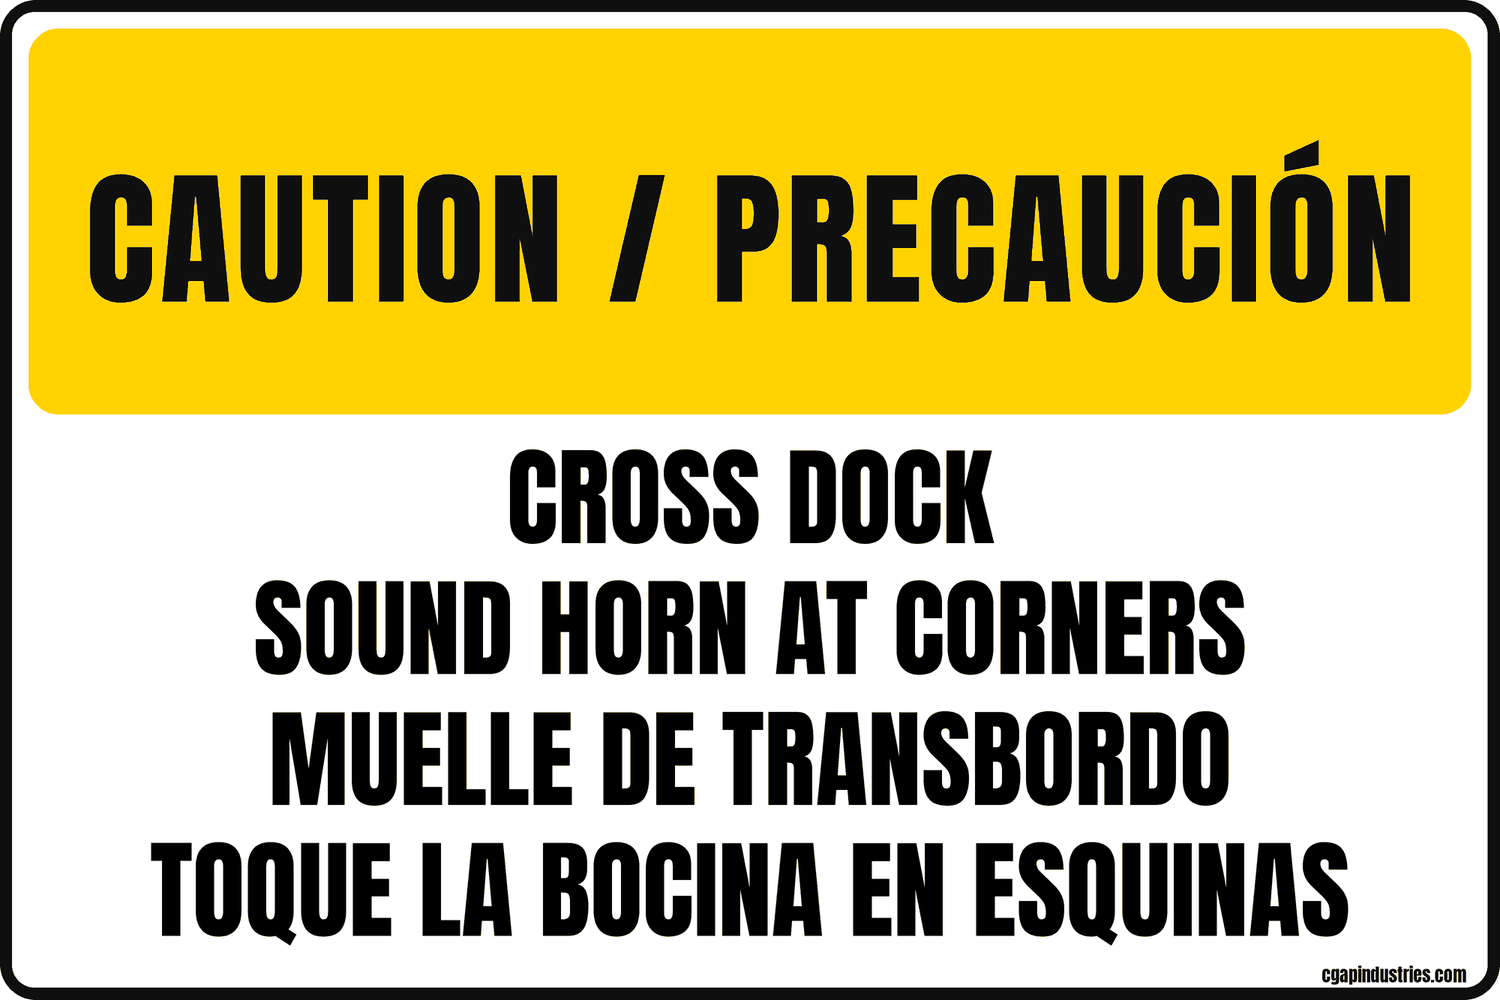 CAUTION / PRECAUCIÓN
CROSS DOCK
SOUND HORN AT CORNERS
MUELLE DE TRANSBORDO
TOQUE LA BOCINA EN ESQUINAS
cgapindustries.com